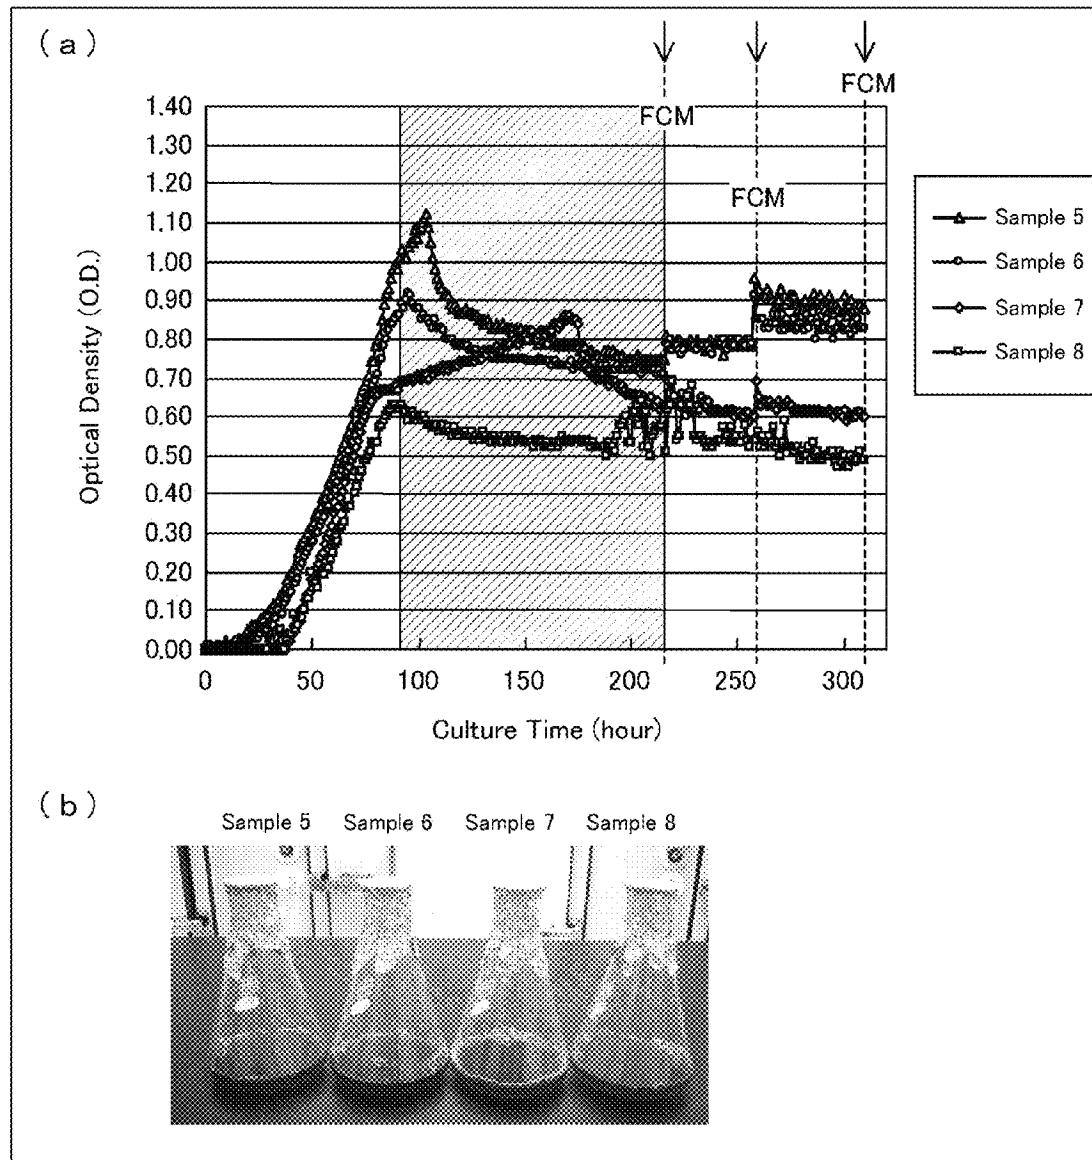 ( a )
FCM
FCM
FCM
1.40
1.30
1.20
1.10
1.00
0.90
0.80
0.70
0.60
0.50
0.40
0.30
0.20
0.10
0.00
Optical Density (O.D.)
0 50 100 150 200 250 300
Culture Time (hour)
Sample 5
Sample 6
Sample 7
Sample 8
( b )
Sample 5 Sample 6 Sample 7 Sample 8